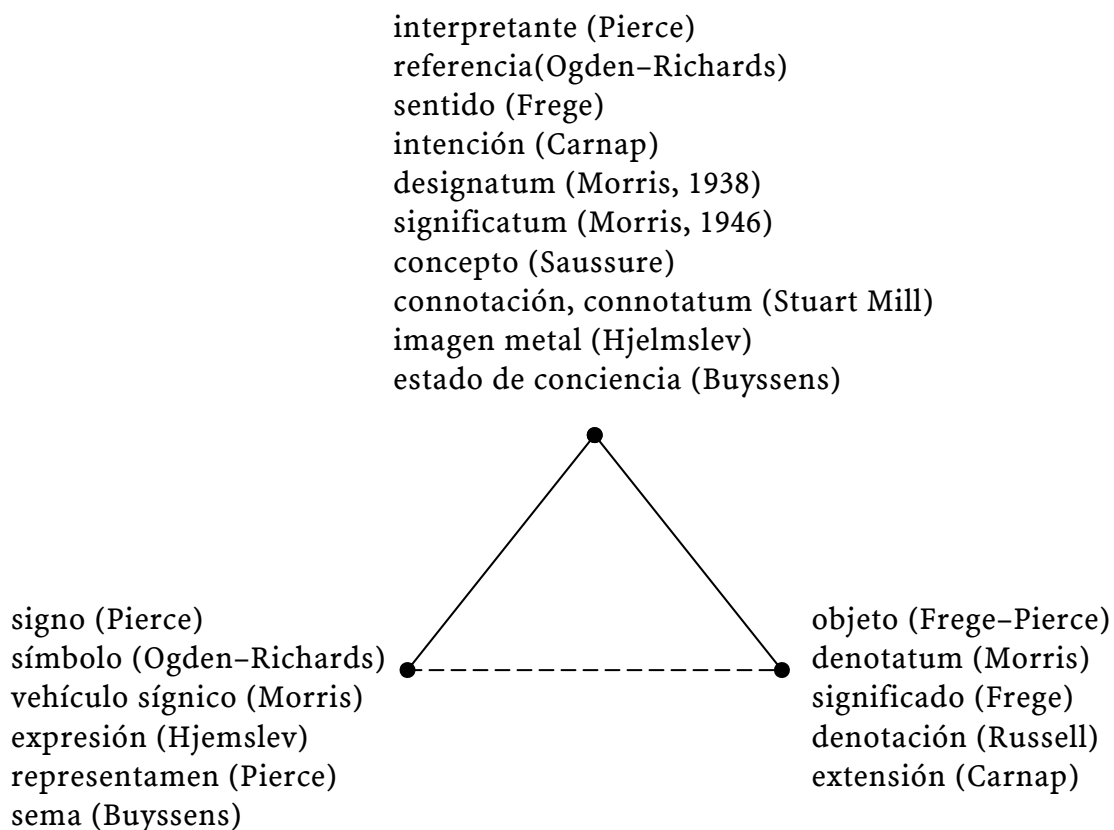 interpretante (Pierce)
referencia(Ogden–Richards)
sentido (Frege)
intención (Carnap)
designatum (Morris, 1938)
significatum (Morris, 1946)
concepto (Saussure)
connotación, connotatum (Stuart Mill)
imagen metal (Hjelmslev)
estado de conciencia (Buyssens)
signo (Pierce)
símbolo (Ogden–Richards)
vehículo sígnico (Morris)
expresión (Hjemslev)
representamen (Pierce)
sema (Buyssens)
objeto (Frege–Pierce)
denotatum (Morris)
significado (Frege)
denotación (Russell)
extensión (Carnap)